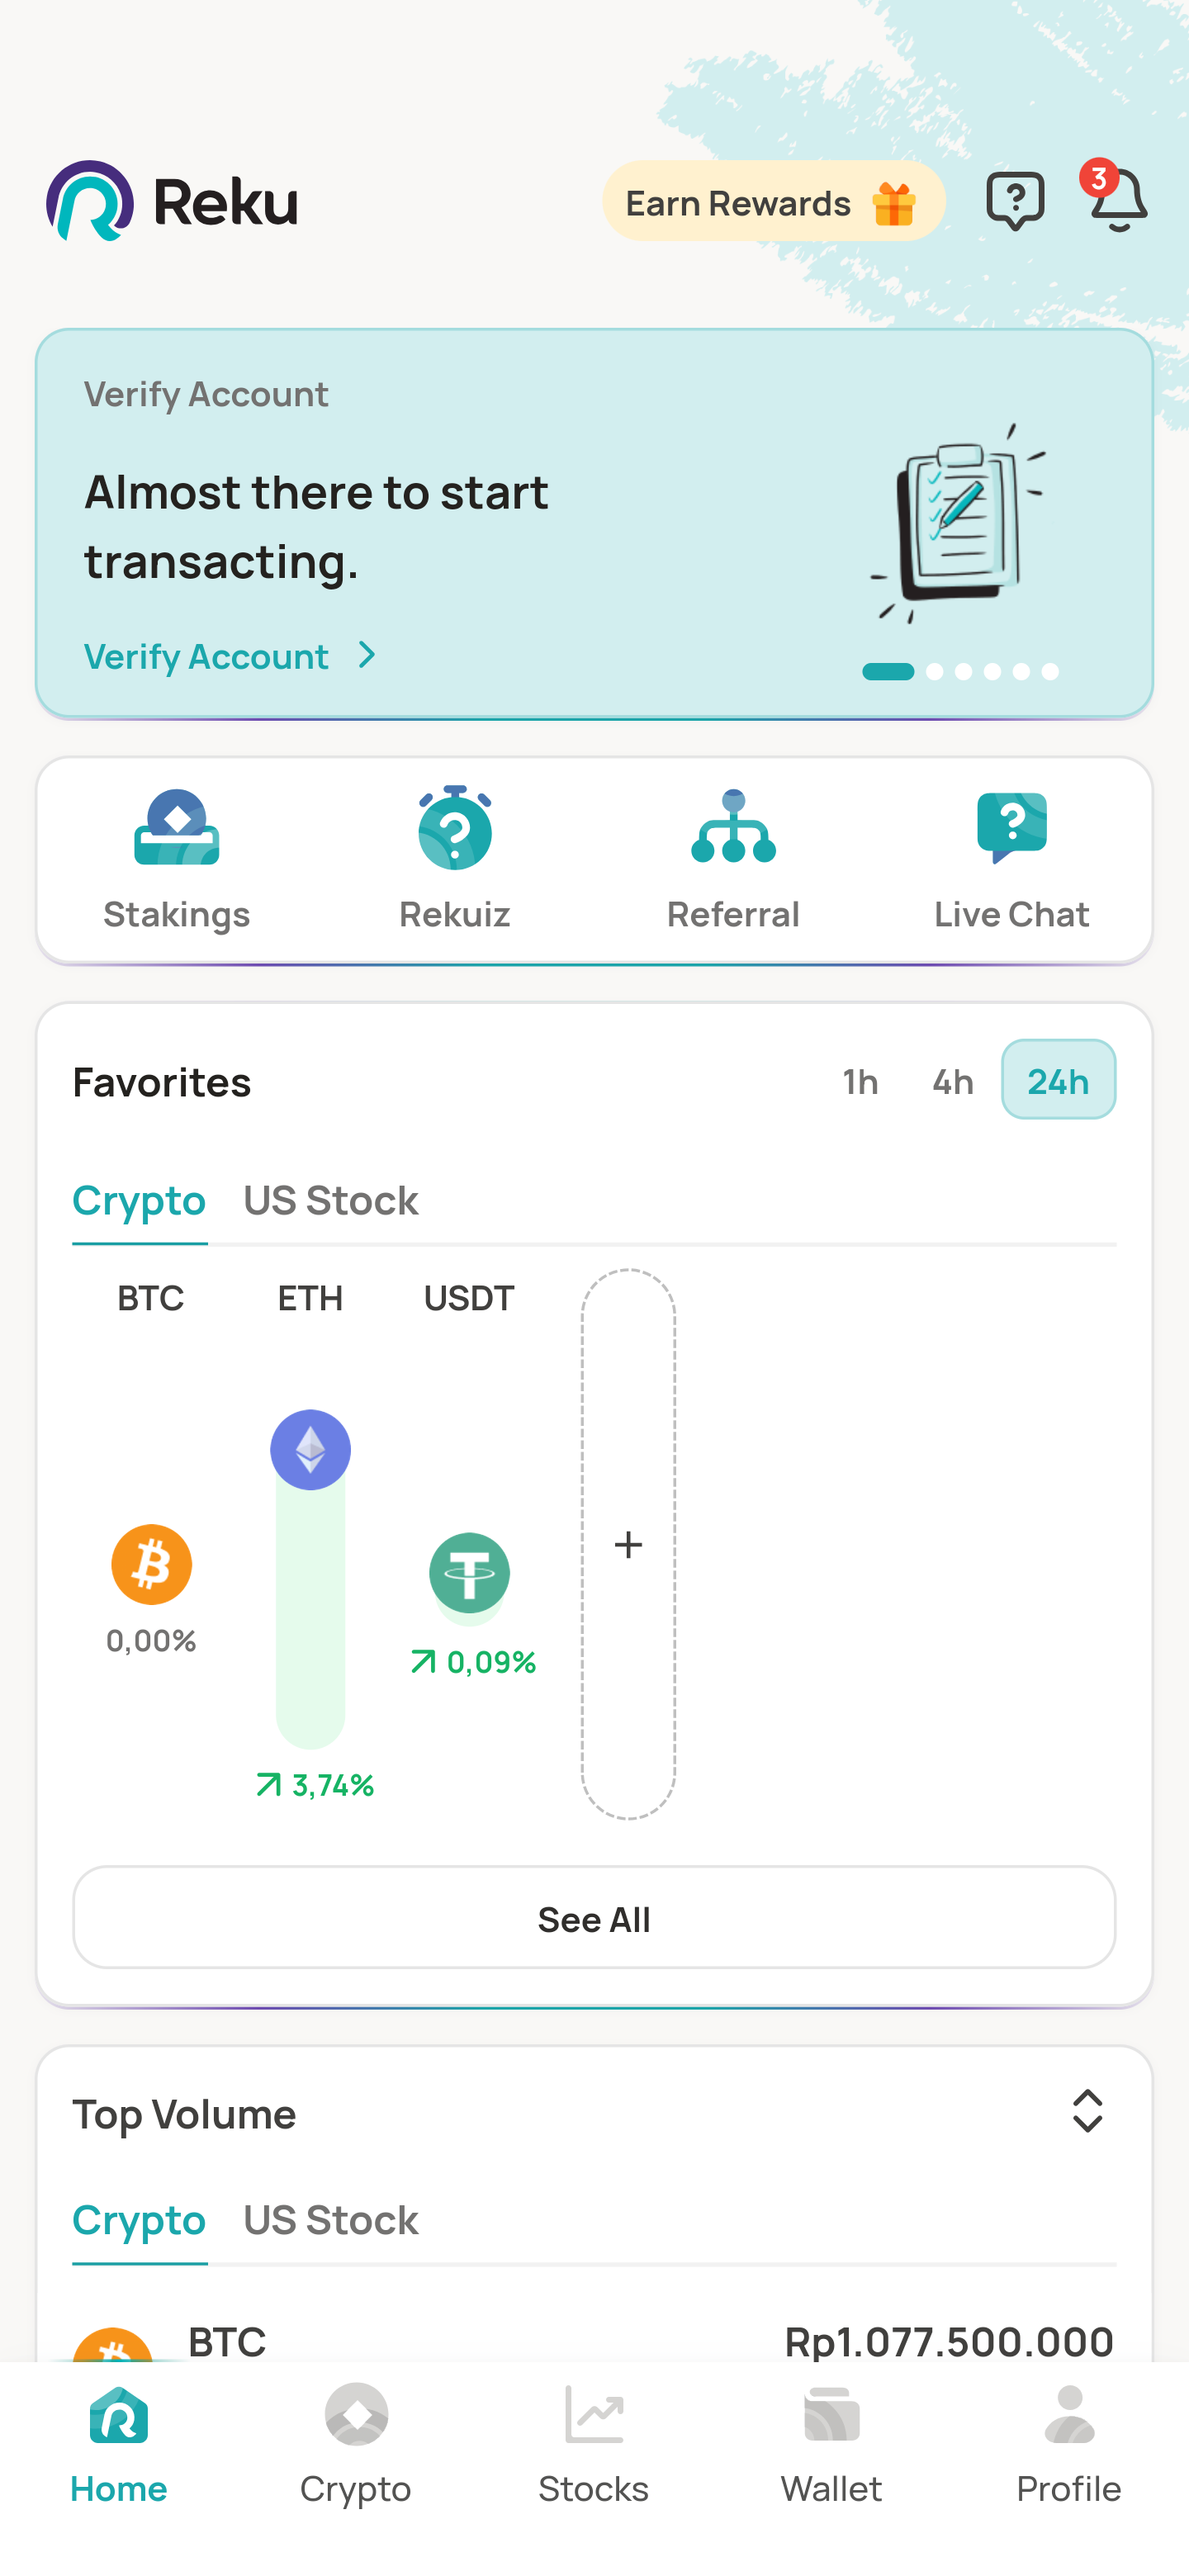 Reku
Earn Rewards
3
Verify Account
Almost there to start
transacting.
Verify Account
Stakings
Rekuiz
Referral
Live Chat
Favorites
1h
4h
24h
Crypto
US Stock
BTC
ETH
USDT
0,00%
0,09%
3,74%
See All
Top Volume
Crypto
US Stock
BTC
Rp1.077.500.000
Home
Crypto
Stocks
Wallet
Profile